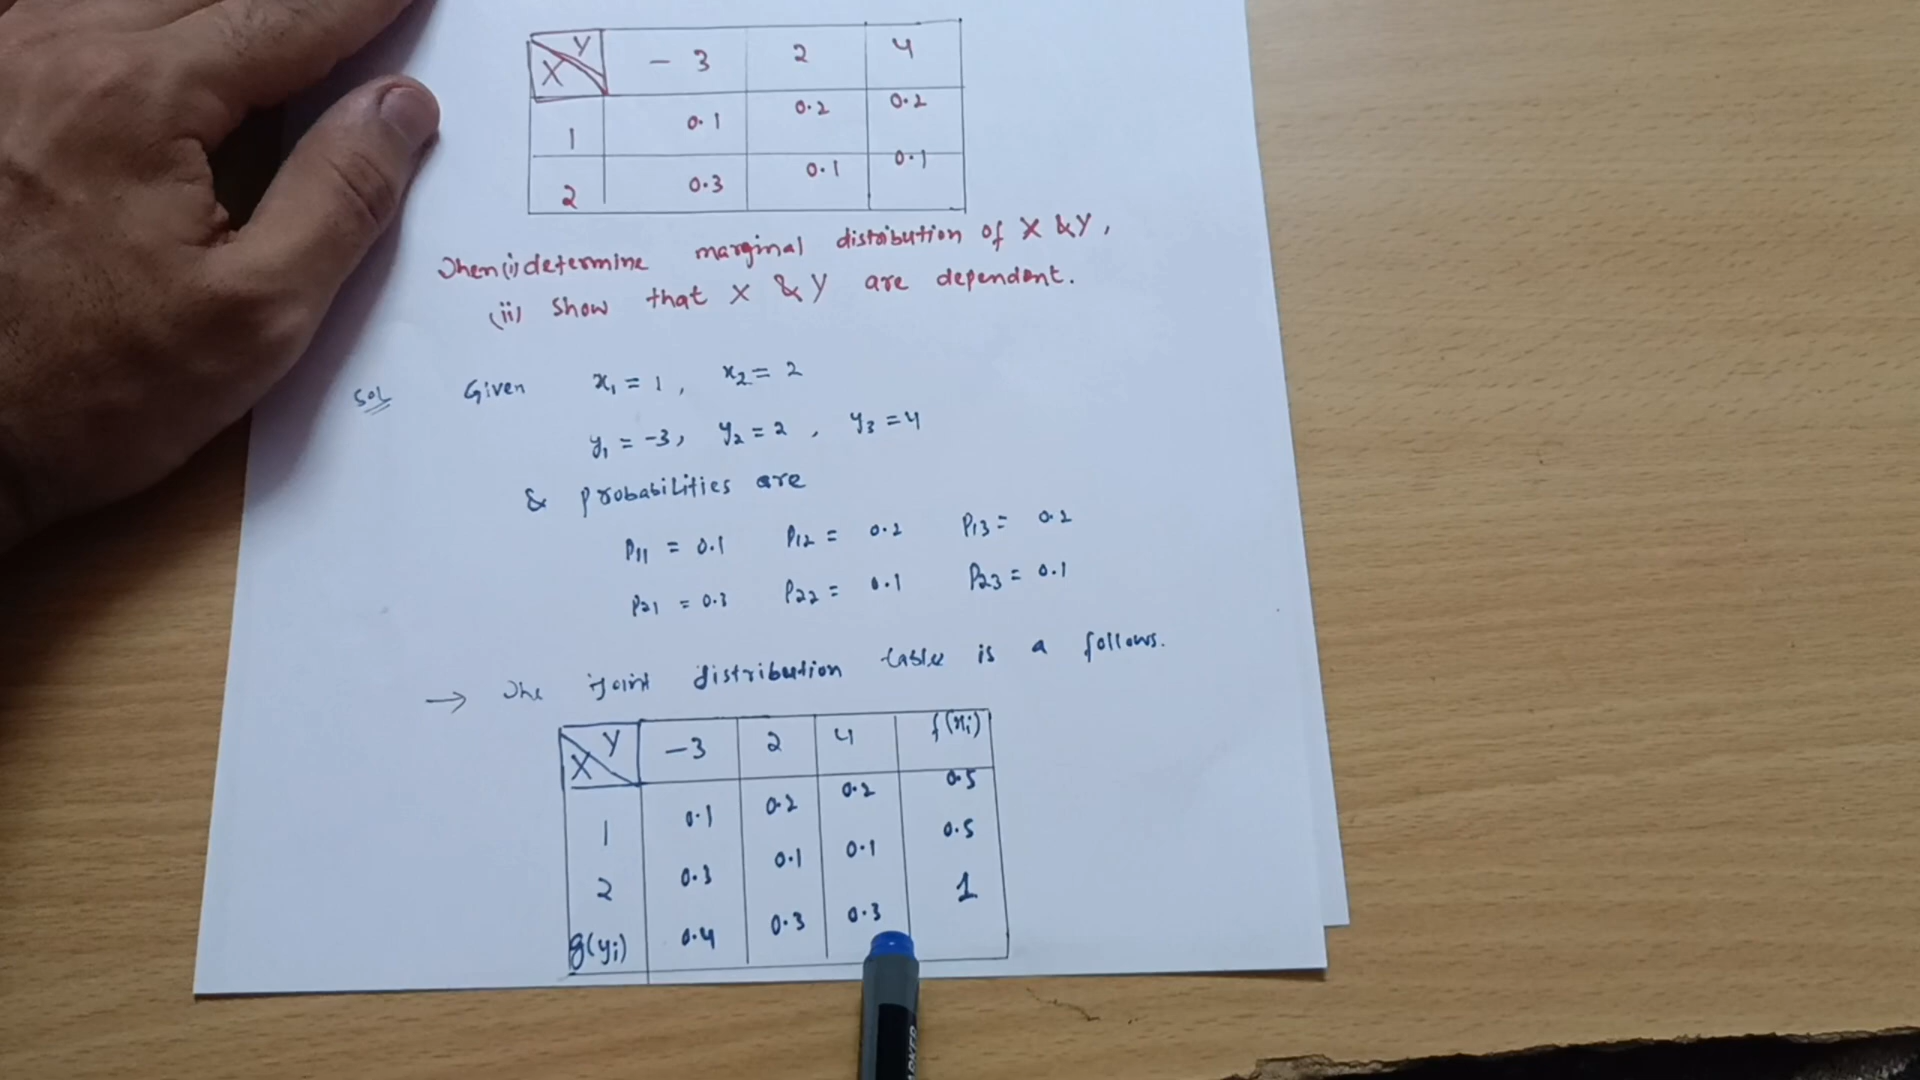 X Y - 3 2 4
1 0.1 0.2 0.2
2 0.3 0.1 0.1
Then (i) determine marginal distribution of X & Y,
(ii) Show that X & Y are dependent.
Sol Given x₁ = 1, x₂ = 2
y₁ = -3, y₂ = 2, y₃ = 4
& probabilities are
P₁₁ = 0.1 P₁₂ = 0.2 P₁₃ = 0.2
P₂₁ = 0.3 P₂₂ = 0.1 P₂₃ = 0.1
→ The joint distribution table is a follows.
X Y -3 2 4 f(xi)
1 0.1 0.2 0.2 0.5
2 0.3 0.1 0.1 0.5
g(yi) 0.4 0.3 0.3 1